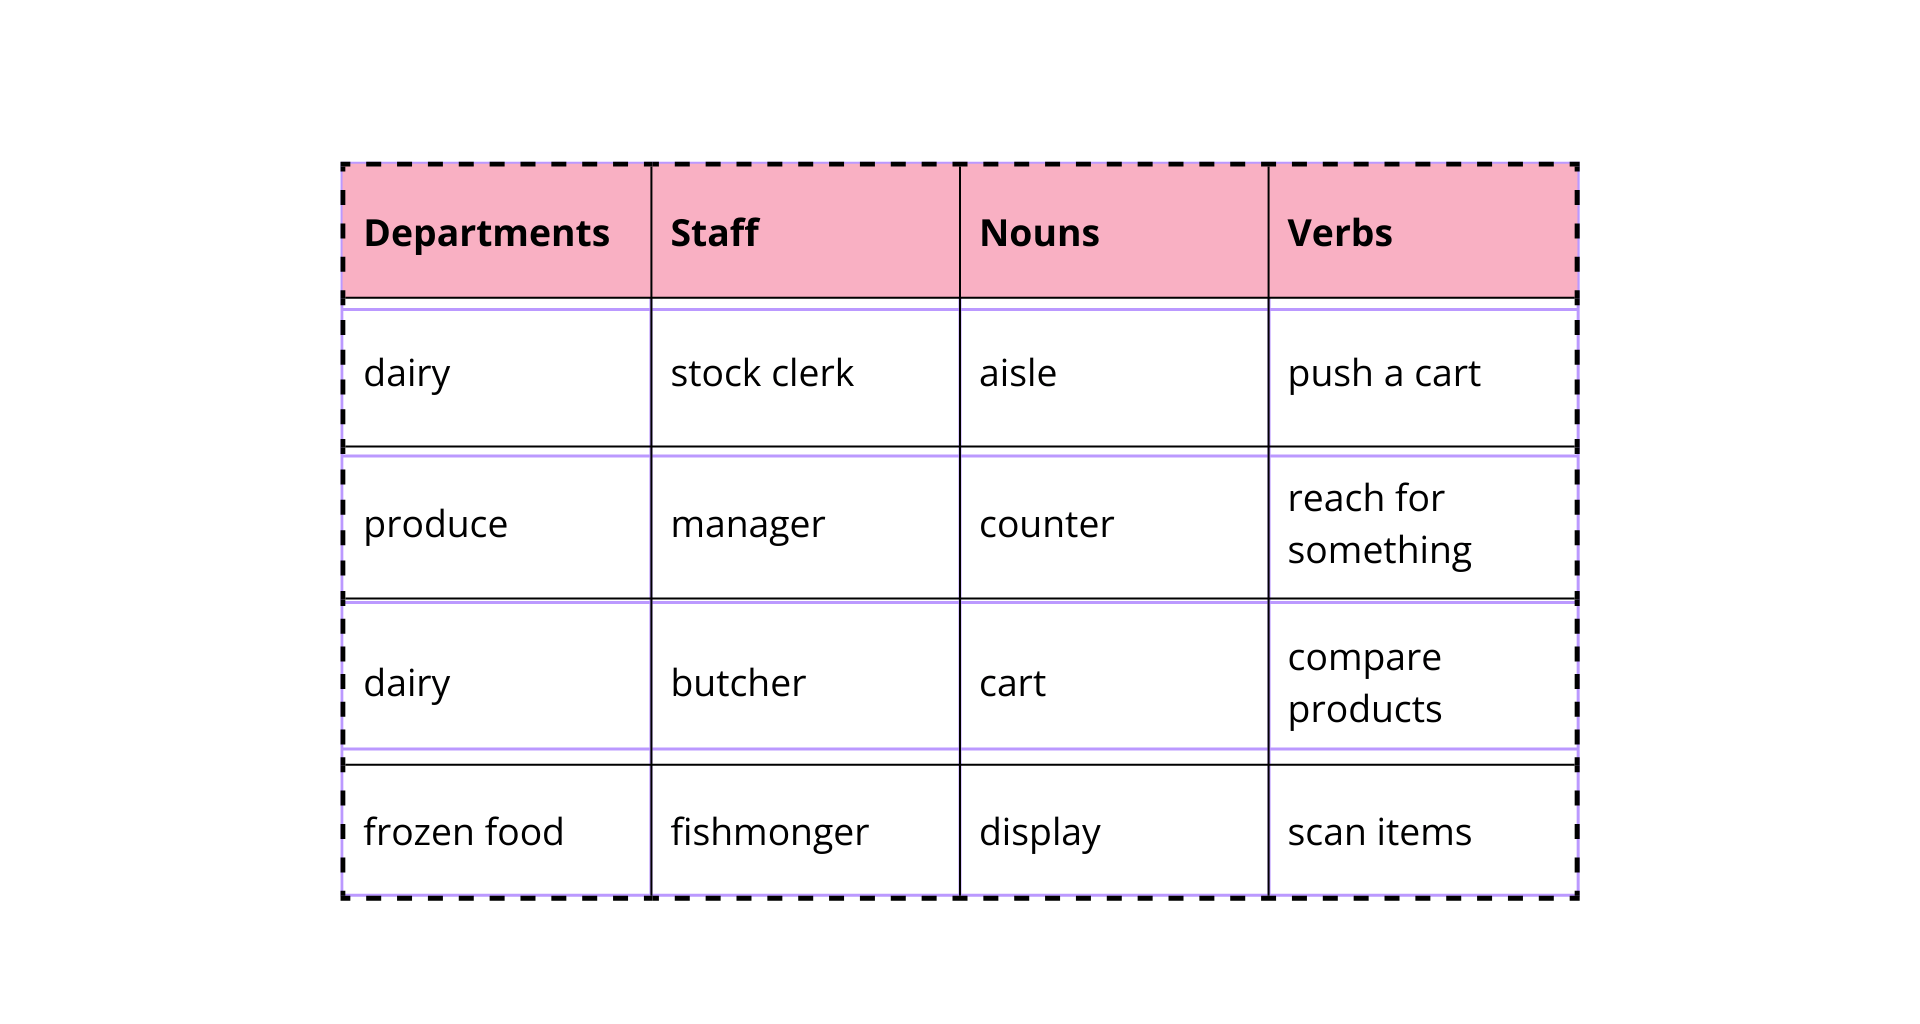 Departments Staff Nouns Verbs
dairy stock clerk aisle push a cart
produce manager counter reach for
something
dairy butcher cart compare
products
frozen food fishmonger display scan items